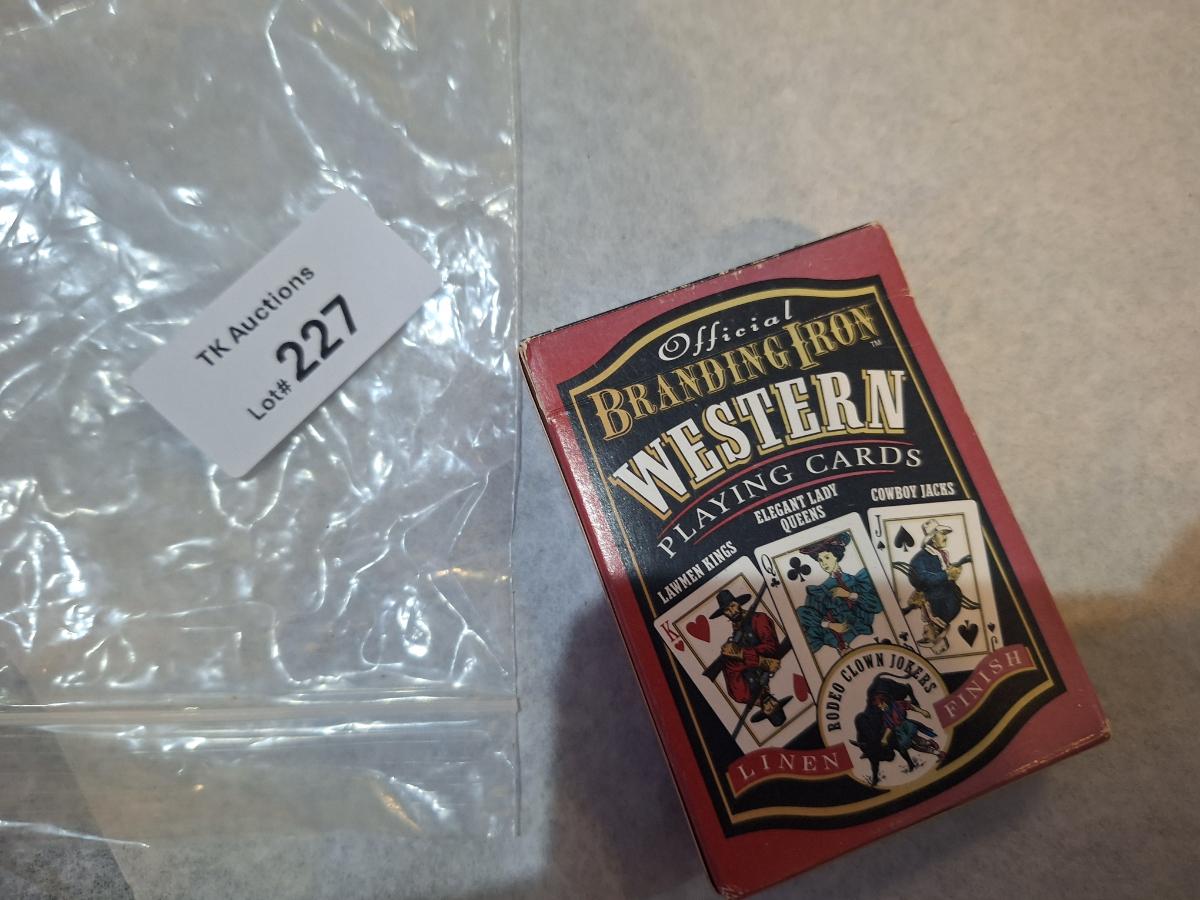 TK Auctions
Lot# 227
Official
BRANDING IRON™
WESTERN
PLAYING CARDS
LAWMEN KINGS
ELEGANT LADY
QUEENS
COWBOY JACKS
K
Q
J
J
RODEO CLOWN JOKERS
LINEN
FINISH